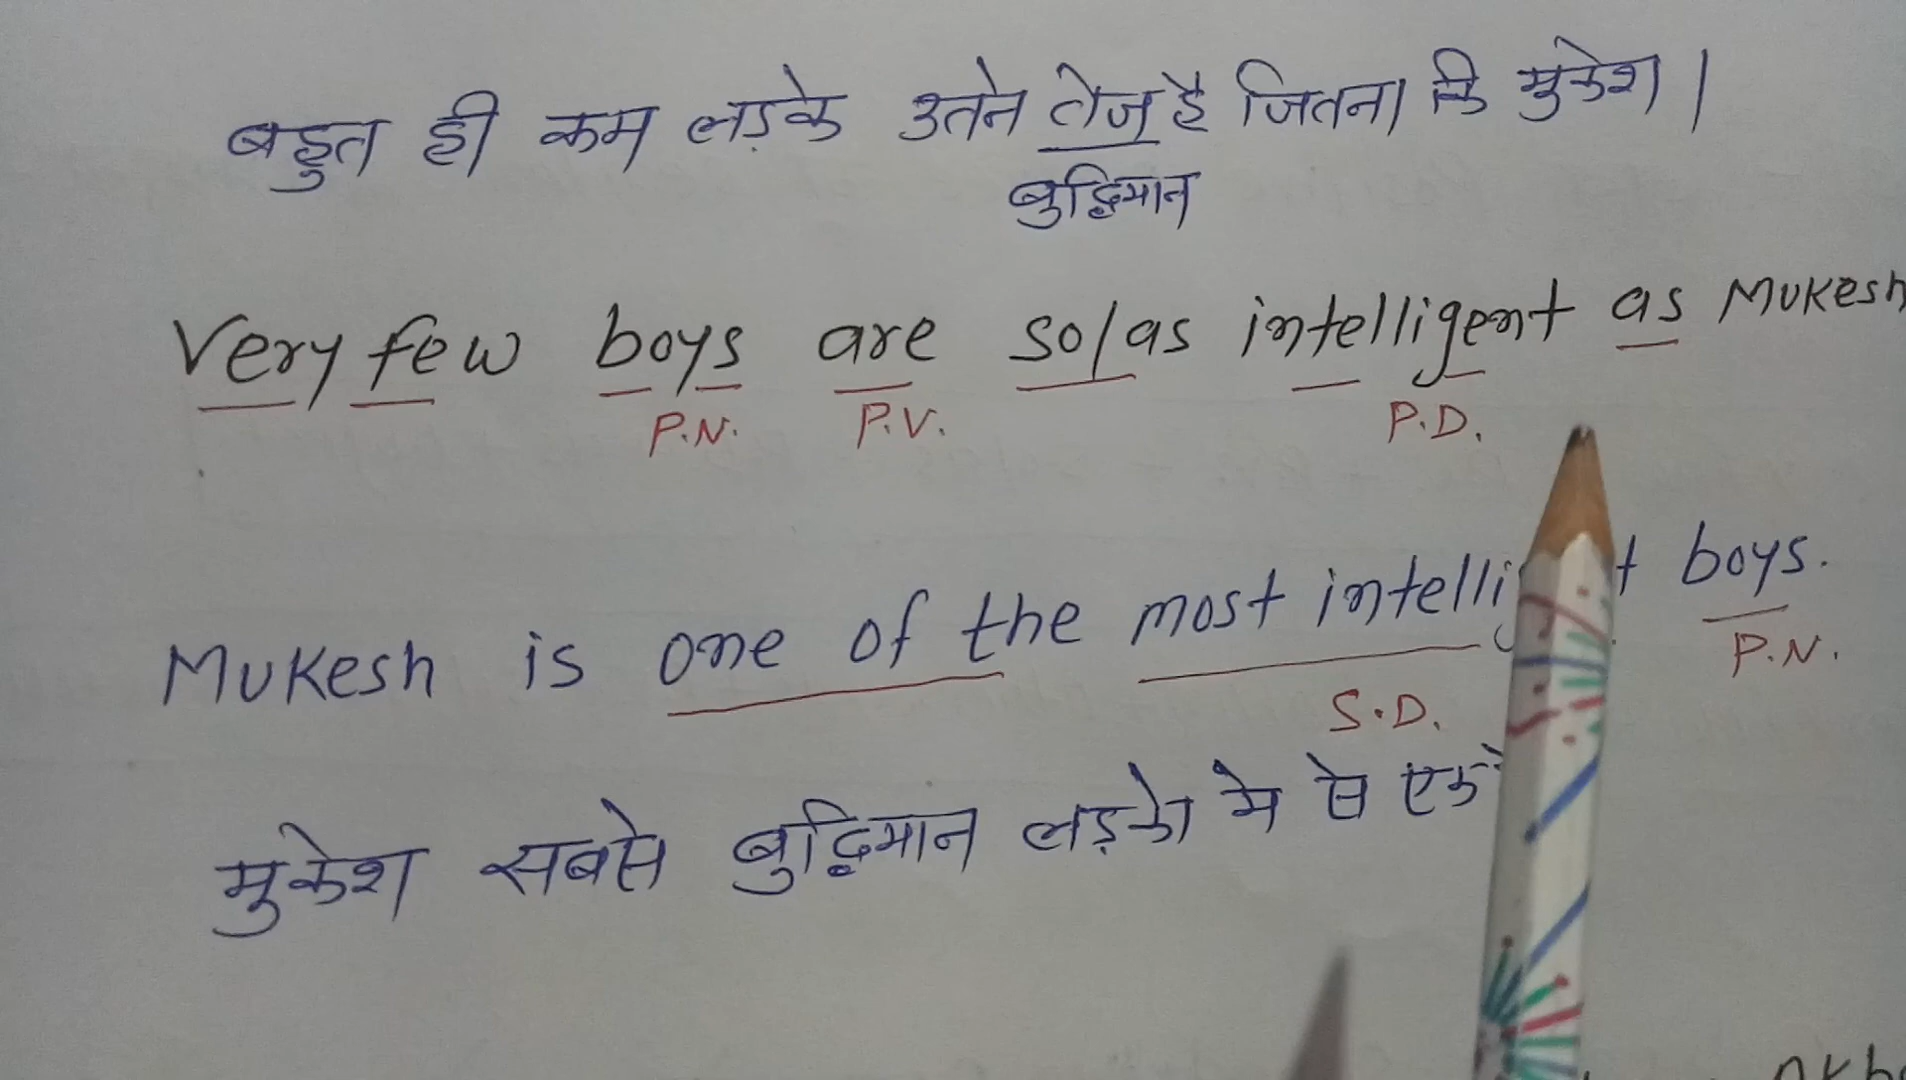 बहुत ही कम लड़के उतने तेज है जितना कि मुकेश।
बुद्धिमान
Very few boys are so/as intelligent as Mukesh
P.N. P.V. P.D.
Mukesh is one of the most boys.
S.D. P.N.
मुकेश सबसे बुद्धिमान लड़को मे से एक